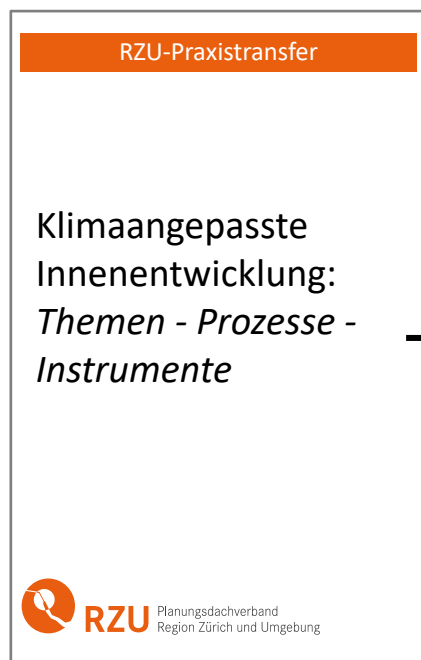 RZU-Praxistransfer
Klimaangepasste
Innenentwicklung:
Themen - Prozesse -
Instrumente
RZU Planungsdachverband
Region Zürich und Umgebung